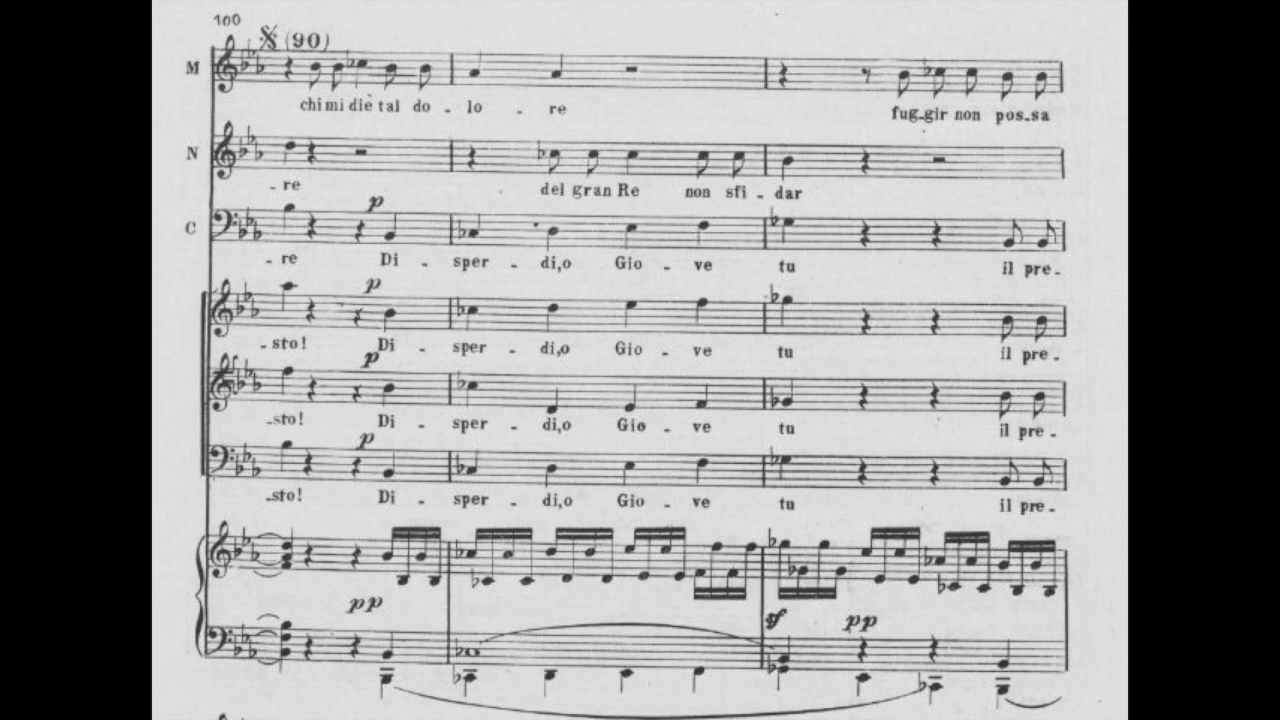 100
(90)
M
chi mi diè tal do - lo - re fug-gir non pos-sa
N
- re del gran Re non sfi - dar
p
C
- re Di - sper - di,o Gio - ve tu il pre -
p
- sto! Di - sper - di,o Gio - ve tu il pre -
p
- sto! Di - sper - di,o Gio - ve tu il pre -
p
- sto! Di - sper - di,o Gio - ve tu il pre -
pp sf pp